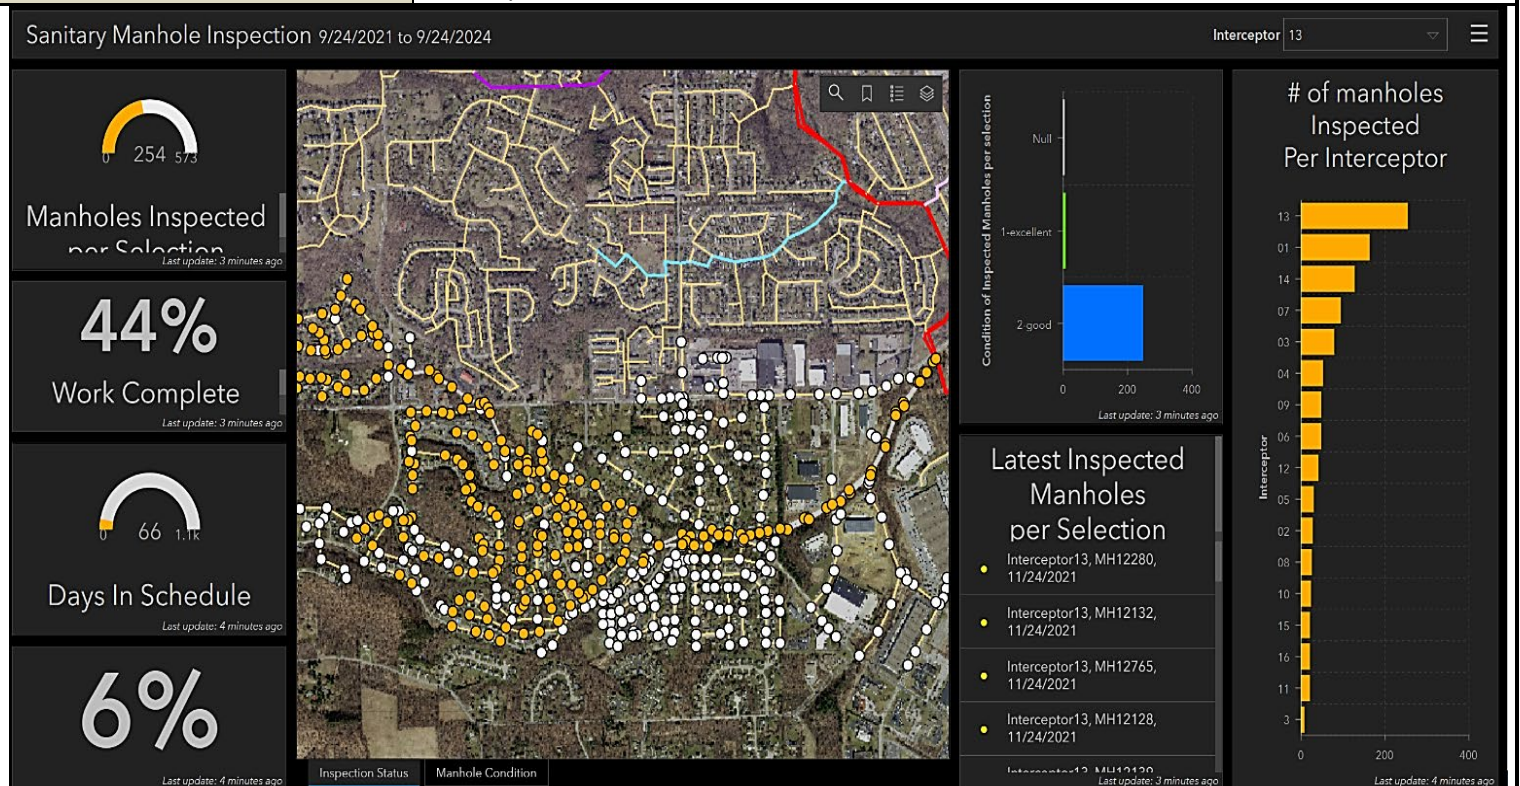 Sanitary Manhole Inspection 9/24/2021 to 9/24/2024
Interceptor 13
0 254 573
Manholes Inspected
per Selection
Last update: 3 minutes ago
44%
Work Complete
Last update: 3 minutes ago
0 66 1.1k
Days In Schedule
Last update: 4 minutes ago
6%
Last update: 4 minutes ago
Inspection Status
Manhole Condition
Condition of Inspected Manholes per selection
Null
1-excellent
2-good
0 200 400
Last update: 3 minutes ago
Latest Inspected
Manholes
per Selection
Interceptor13, MH12280,
11/24/2021
Interceptor13, MH12132,
11/24/2021
Interceptor13, MH12765,
11/24/2021
Interceptor13, MH12128,
11/24/2021
Interceptor13, MH12139,
Last update: 3 minutes ago
# of manholes
Inspected
Per Interceptor
Interceptor
13
01
14
07
03
04
09
06
12
05
02
08
10
15
16
11
3
0 200 400
Last update: 4 minutes ago